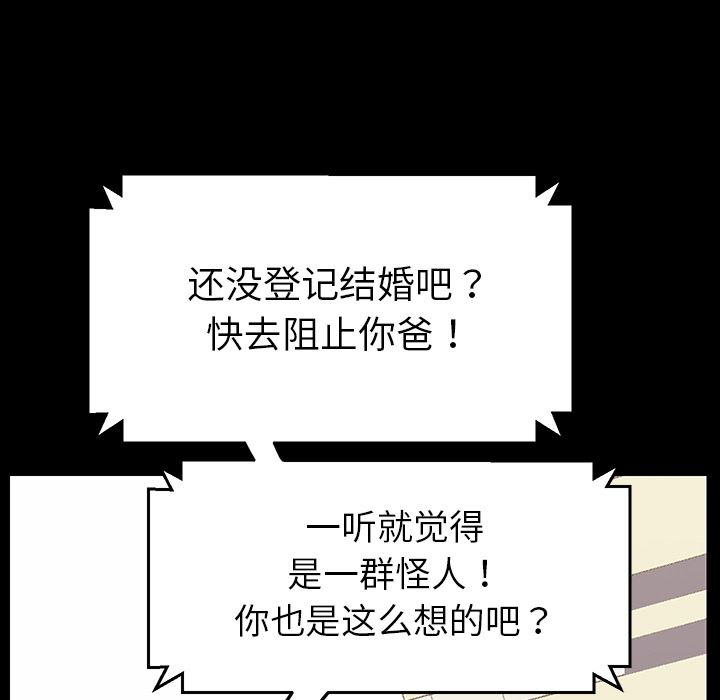 还没登记结婚吧？
快去阻止你爸！
一听就觉得
是一群怪人！
你也是这么想的吧？